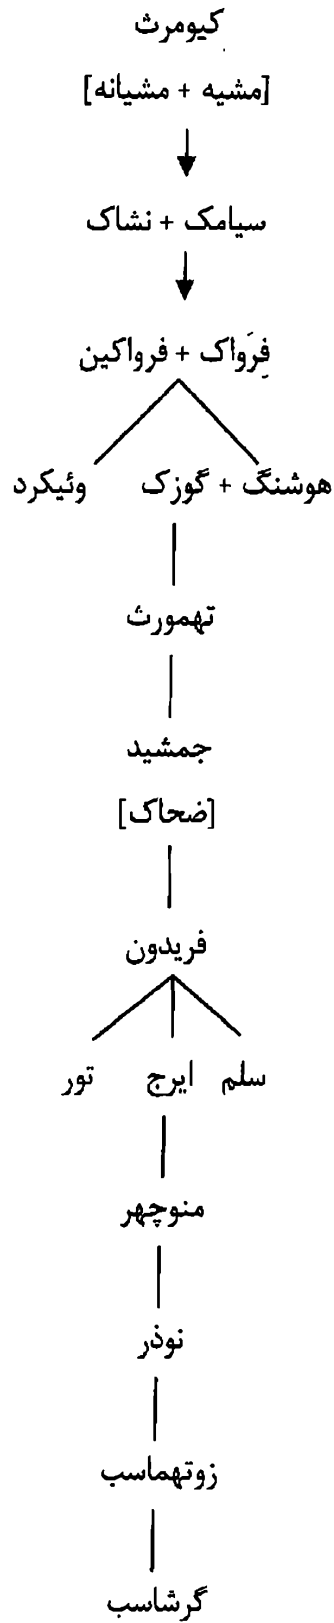 کیومرث
[مشیه + مشیانه]
سیامک + نشاک
فِرَواک + فرواکین
هوشنگ + گوزک وئیکرد
تهمورث
جمشید
[ضحاک]
فریدون
سلم ایرج تور
منوچهر
نوذر
زوتهماسب
گرشاسب